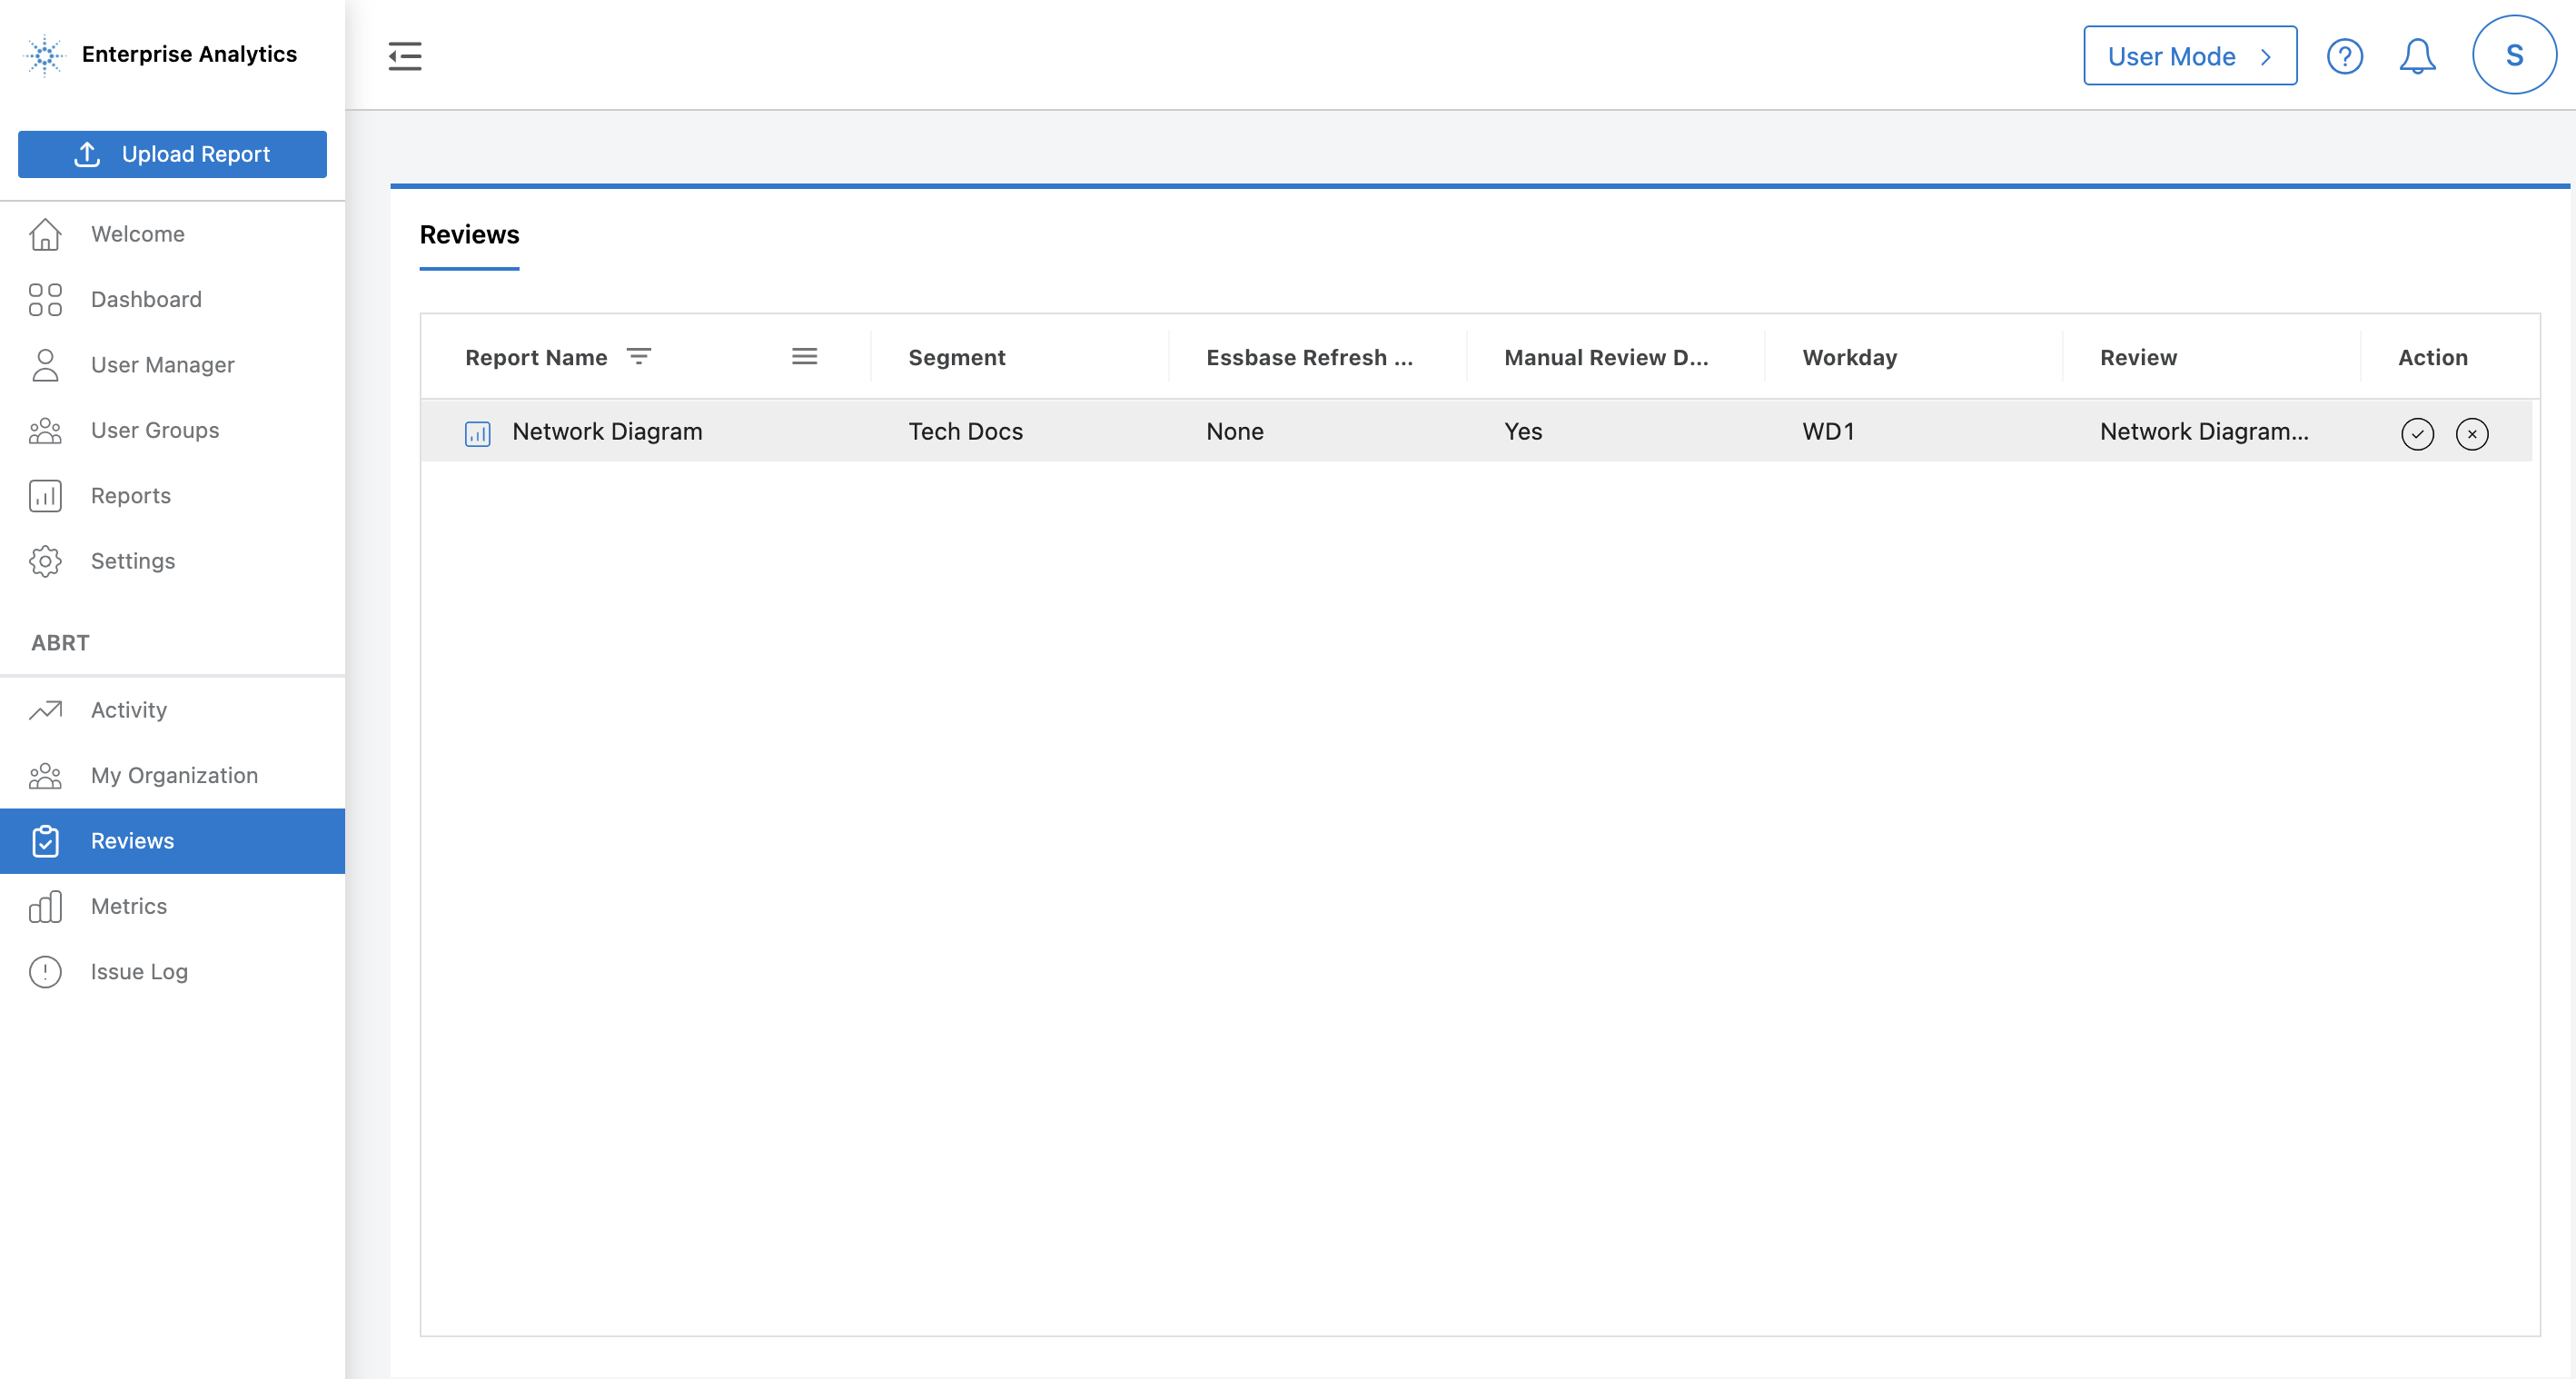 Enterprise Analytics
User Mode
S
Upload Report
Welcome
Dashboard
User Manager
User Groups
Reports
Settings
ABRT
Activity
My Organization
Reviews
Metrics
Issue Log
Reviews
Report Name Segment Essbase Refresh ... Manual Review D... Workday Review Action
Network Diagram Tech Docs None Yes WD1 Network Diagram...